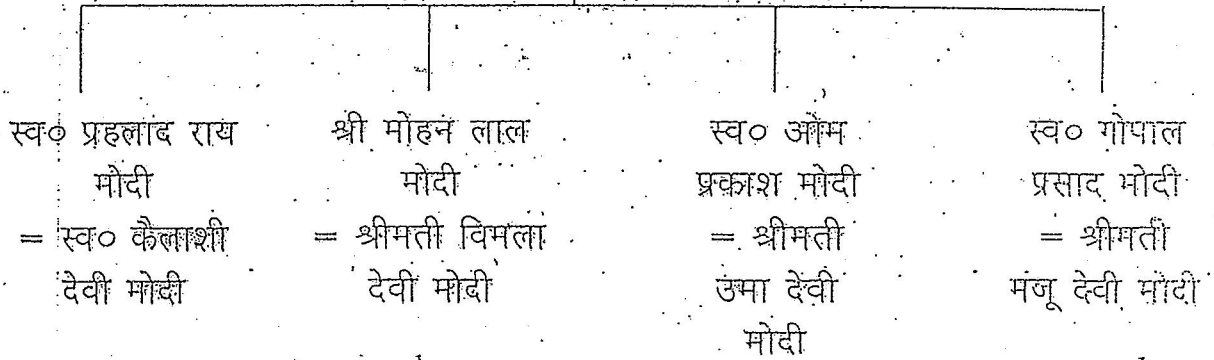 स्व० प्रहलाद राय
मोदी
= स्व० कैलाशी
देवी मोदी
श्री मोहन लाल
मोदी
= श्रीमती विमला
देवी मोदी
स्व० ओम
प्रकाश मोदी
= श्रीमती
उमा देवी
मोदी
स्व० गोपाल
प्रसाद मोदी
= श्रीमती
मंजू देवी मोदी